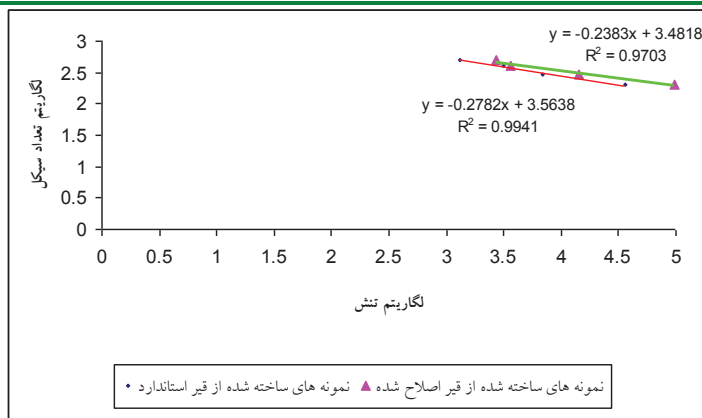 y = -0.2383x + 3.4818
R² = 0.9703
y = -0.2782x + 3.5638
R² = 0.9941
لگاریتم تعداد سیکل
3
2.5
2
1.5
1
0.5
0
0 0.5 1 1.5 2 2.5 3 3.5 4 4.5 5
لگاریتم تنش
نمونه های ساخته شده از قیر اصلاح شده نمونه های ساخته شده از قیر استاندارد